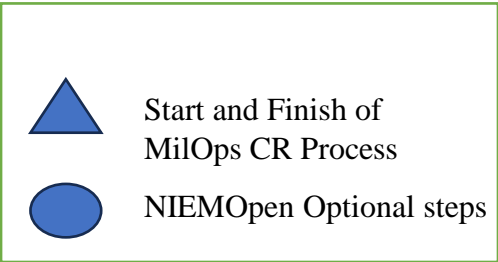 Start and Finish of
MilOps CR Process
NIEMOpen Optional steps